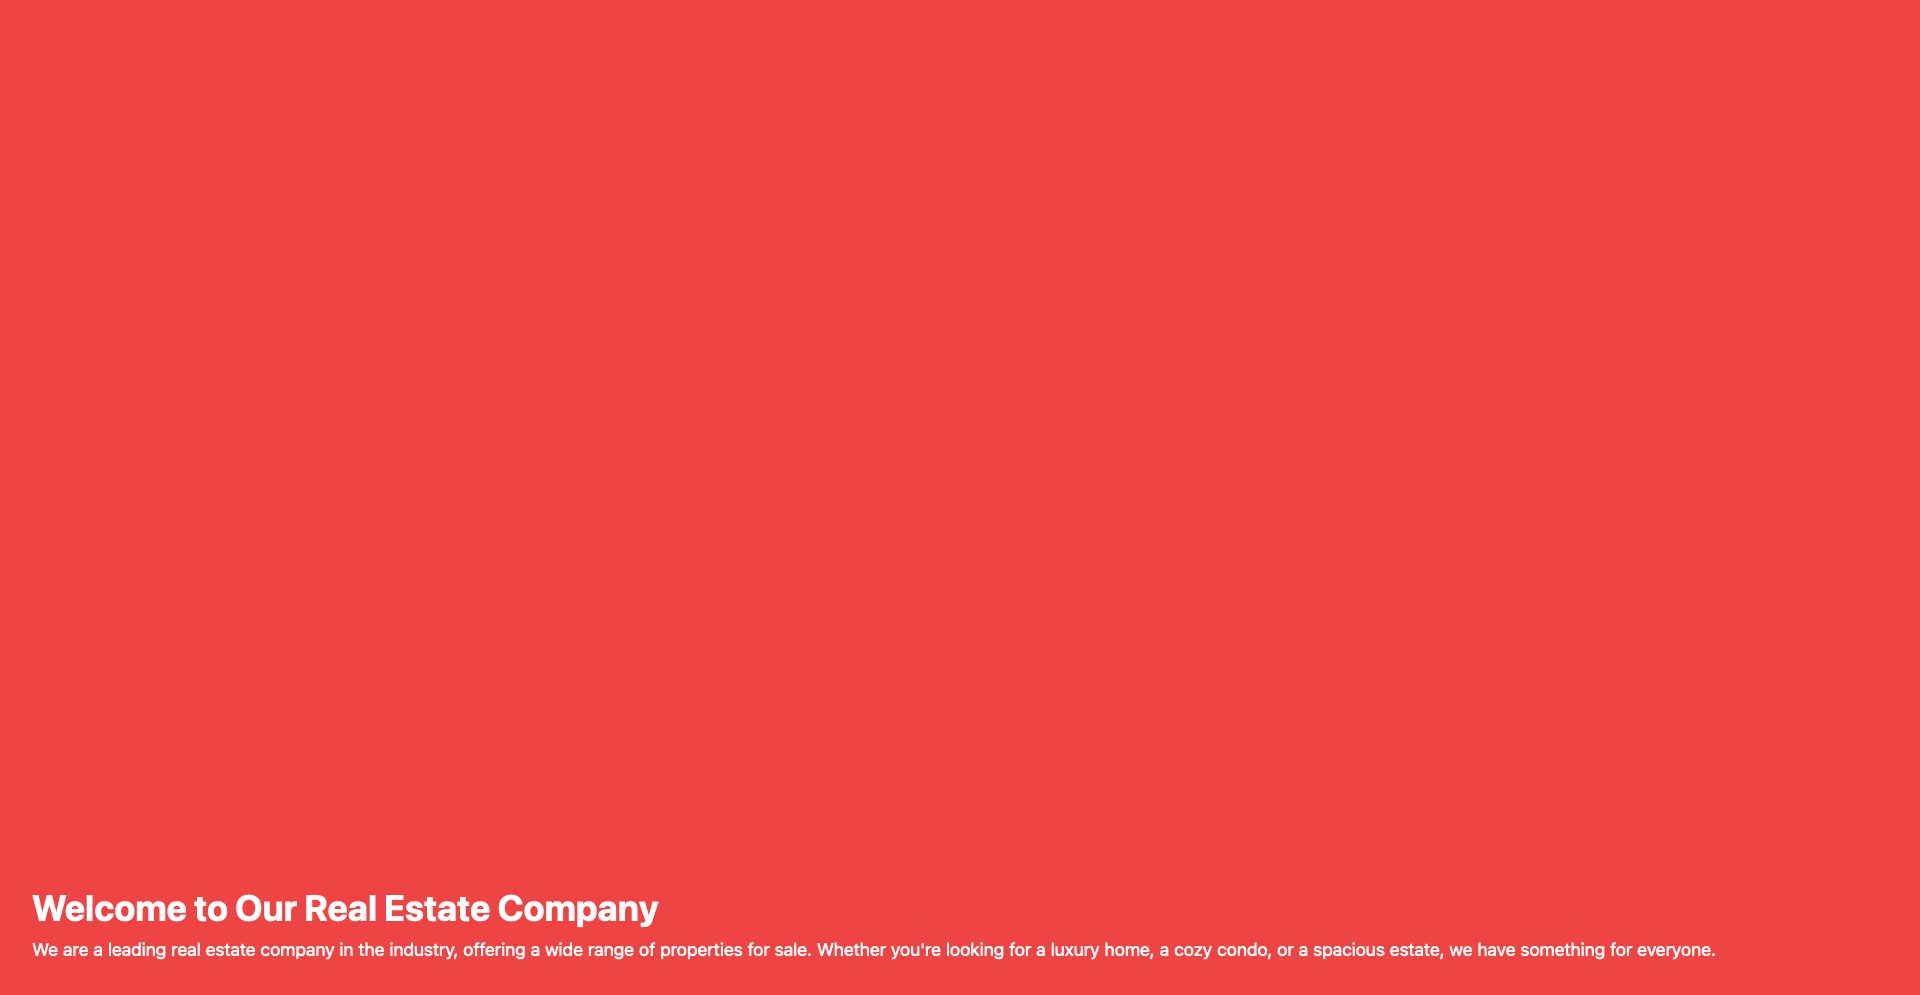 Welcome to Our Real Estate Company
We are a leading real estate company in the industry, offering a wide range of properties for sale. Whether you're looking for a luxury home, a cozy condo, or a spacious estate, we have something for everyone.